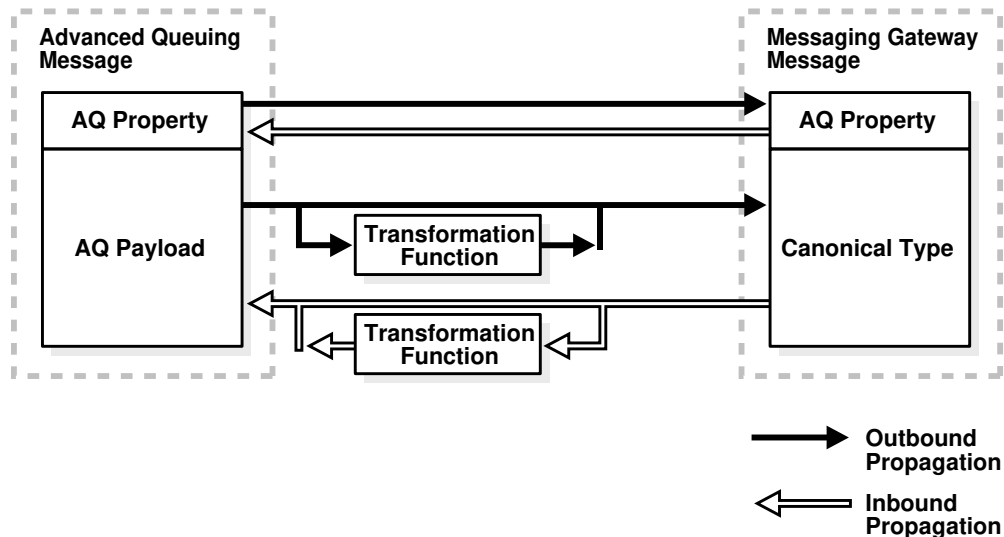 Advanced Queuing
Message
Messaging Gateway
Message
AQ Property
AQ Property
AQ Payload
Transformation
Function
Canonical Type
Transformation
Function
Outbound
Propagation
Inbound
Propagation